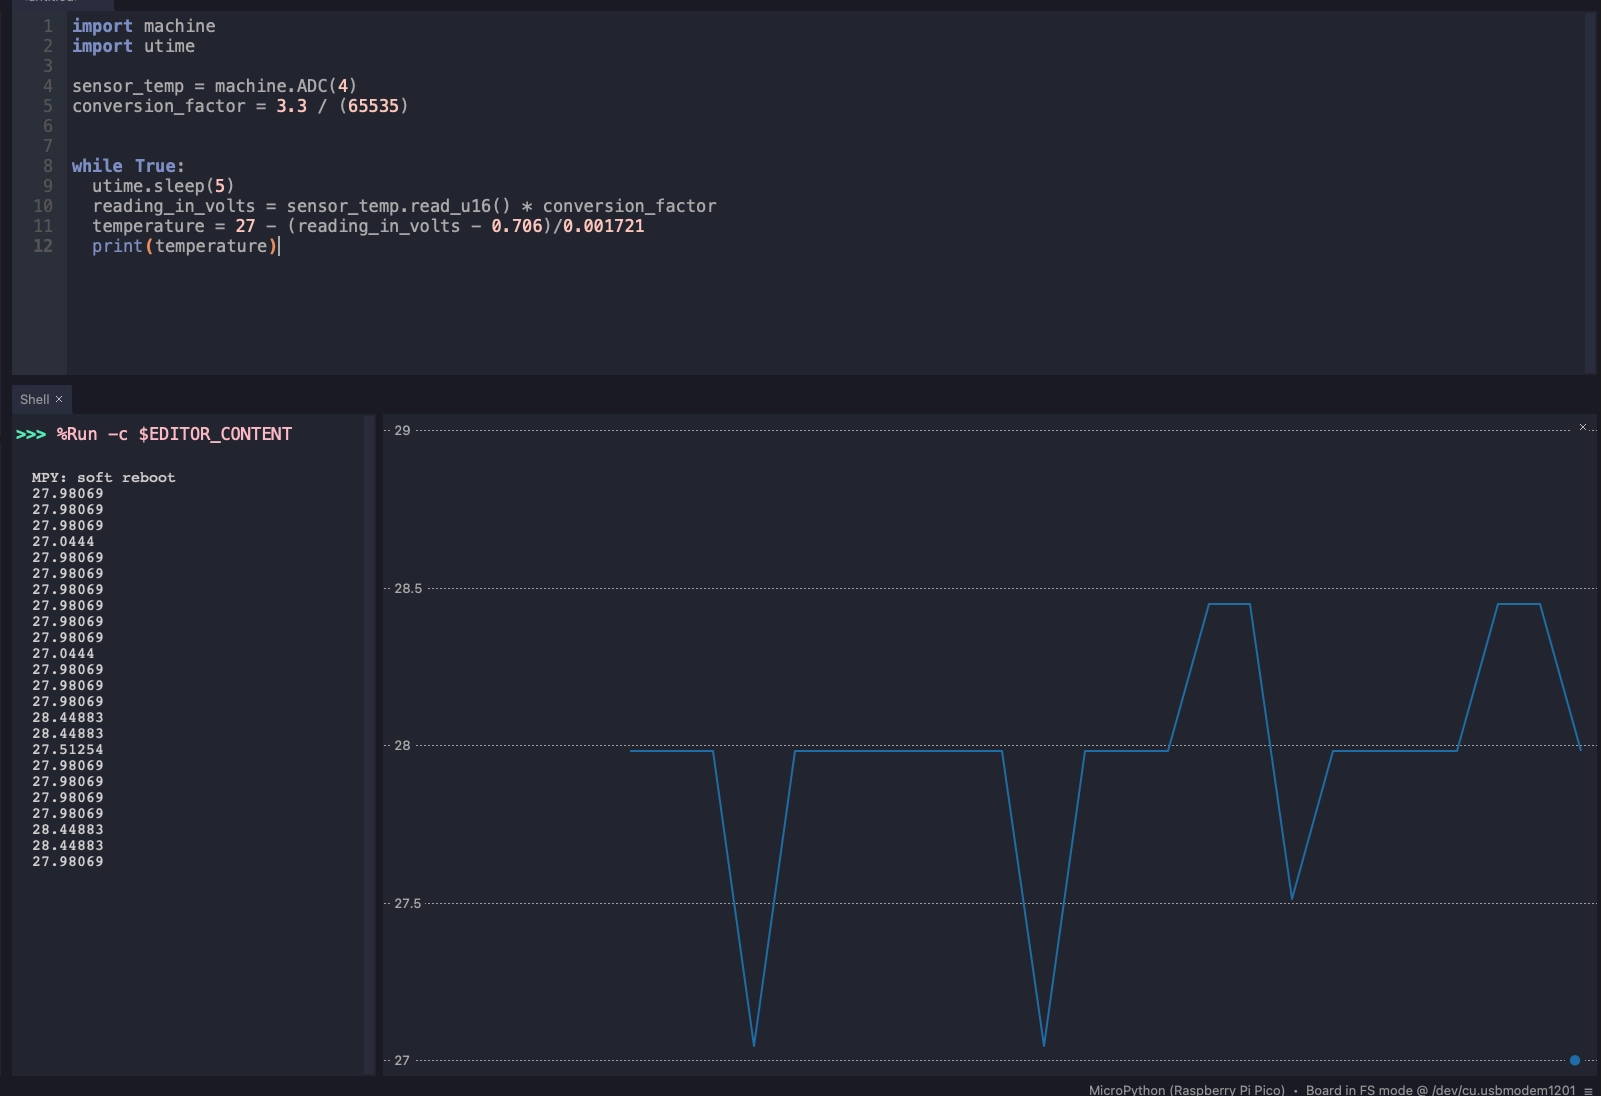 1 import machine
2 import utime
3
4 sensor_temp = machine.ADC(4)
5 conversion_factor = 3.3 / (65535)
6
7
8 while True:
9   utime.sleep(5)
10   reading_in_volts = sensor_temp.read_u16() * conversion_factor
11   temperature = 27 - (reading_in_volts - 0.706)/0.001721
12   print(temperature)
Shell ×
>>> %Run -c $EDITOR_CONTENT
MPY: soft reboot
27.98069
27.98069
27.98069
27.0444
27.98069
27.98069
27.98069
27.98069
27.98069
27.98069
27.0444
27.98069
27.98069
27.98069
28.44883
28.44883
27.51254
27.98069
27.98069
27.98069
27.98069
28.44883
28.44883
27.98069
29
×
28.5
28
27.5
27
MicroPython (Raspberry Pi Pico) • Board in FS mode @ /dev/cu.usbmodem1201 ≡